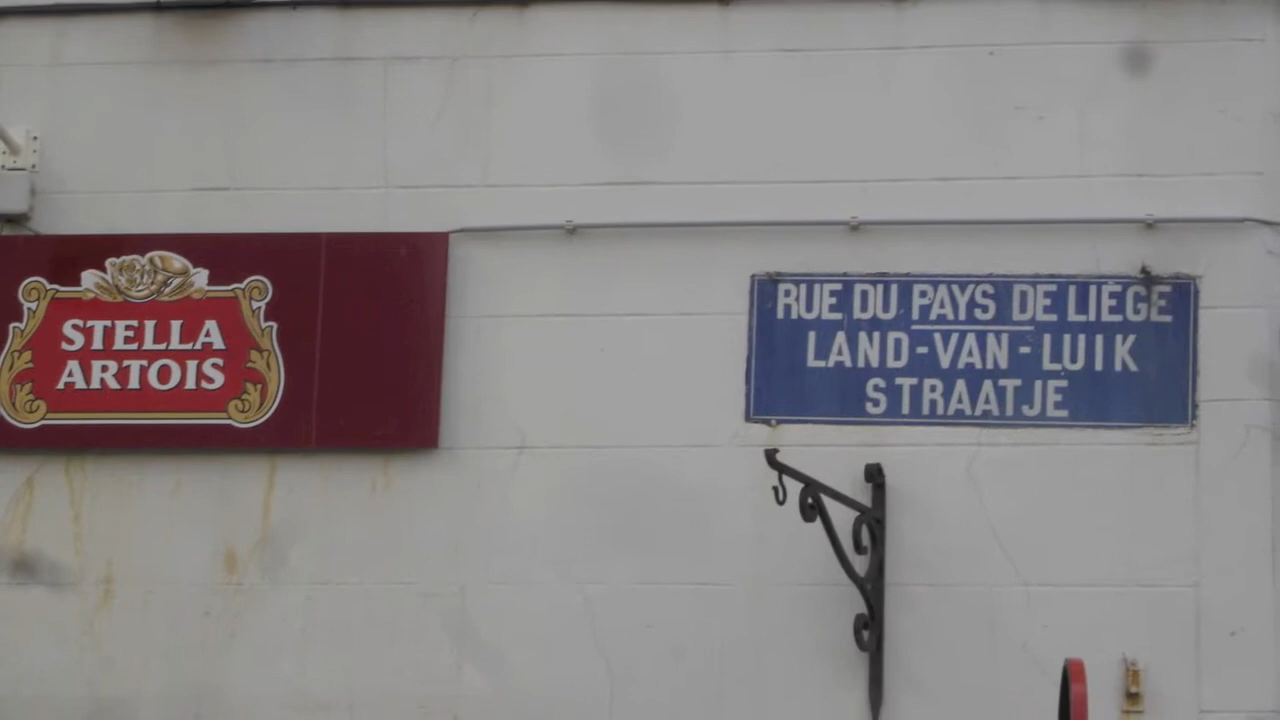 STELLA
ARTOIS
RUE DU PAYS DE LIÈGE
LAND-VAN-LUIK
STRAATJE